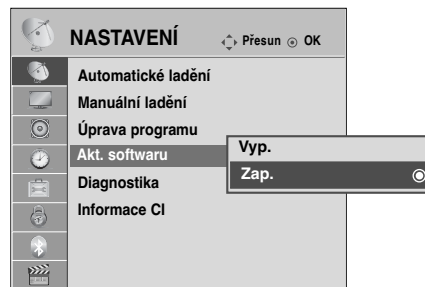 NASTAVENÍ Přesun OK
Automatické ladění
Manuální ladění
Úprava programu
Akt. softwaru
Diagnostika
Informace CI
Vyp.
Zap.